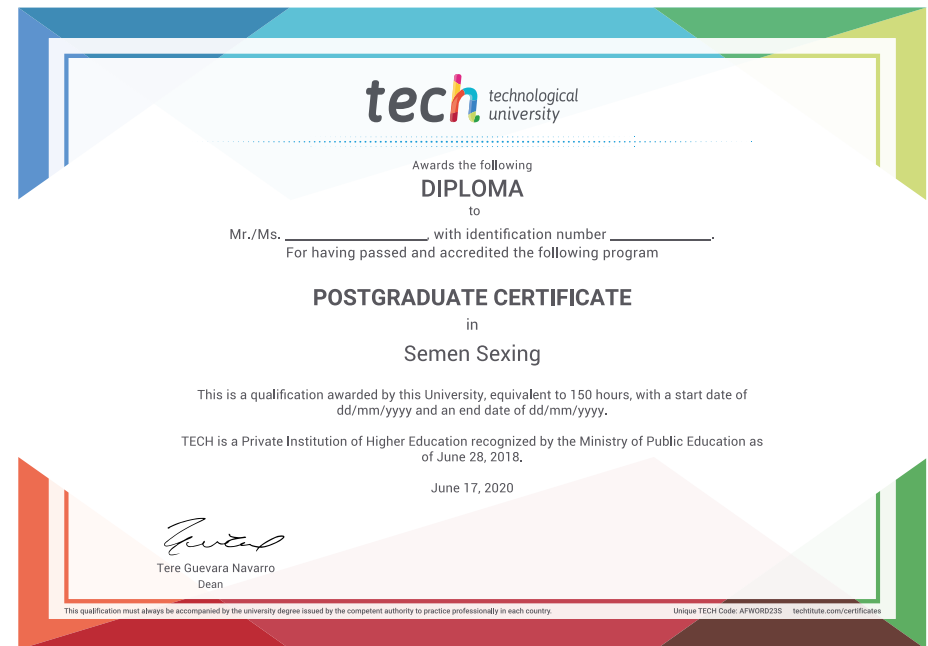 tech technological
university
Awards the following
DIPLOMA
to
Mr./Ms. ____________________, with identification number ______________.
For having passed and accredited the following program
POSTGRADUATE CERTIFICATE
in
Semen Sexing
This is a qualification awarded by this University, equivalent to 150 hours, with a start date of
dd/mm/yyyy and an end date of dd/mm/yyyy.
TECH is a Private Institution of Higher Education recognized by the Ministry of Public Education as
of June 28, 2018.
June 17, 2020
Tere Guevara Navarro
Dean
This qualification must always be accompanied by the university degree issued by the competent authority to practice professionally in each country.
Unique TECH Code: AFWORD23S techtitute.com/certificates